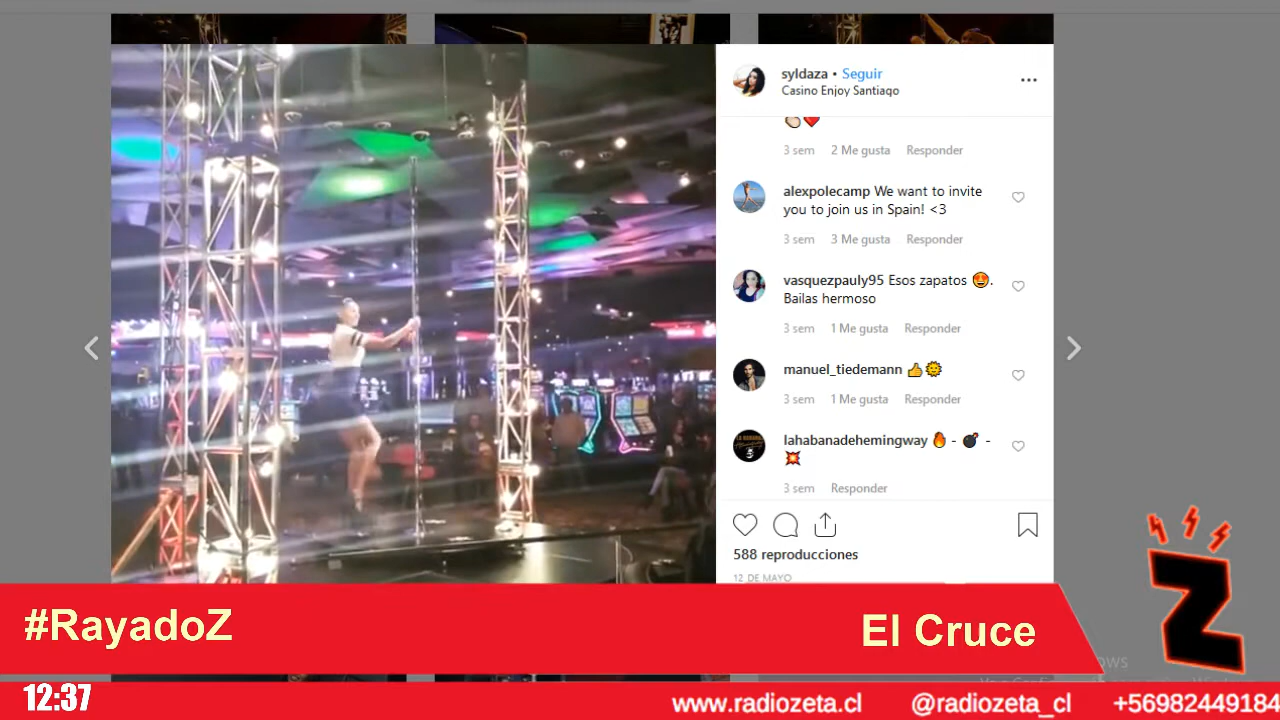 syldaza • Seguir
Casino Enjoy Santiago
3 sem 2 Me gusta Responder
alexpolecamp We want to invite
you to join us in Spain! <3
3 sem 3 Me gusta Responder
vasquezpauly95 Esos zapatos 😍.
Bailas hermoso
3 sem 1 Me gusta Responder
manuel_tiedemann 👍🌞
3 sem 1 Me gusta Responder
lahabanadehemingway 🔥 - 💣 -
💥
3 sem Responder
588 reproducciones
12 DE MAYO
#RayadoZ
El Cruce
Z
12:37
www.radiozeta.cl @radiozeta_cl +56982449184